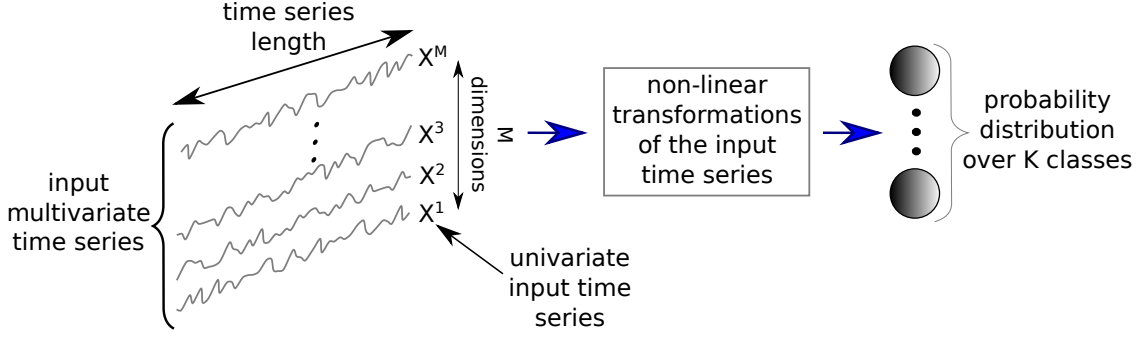 time series
length
X^M
X^3
X^2
X^1
M
dimensions
input
multivariate
time series
univariate
input time
series
non-linear
transformations
of the input
time series
probability
distribution
over K classes